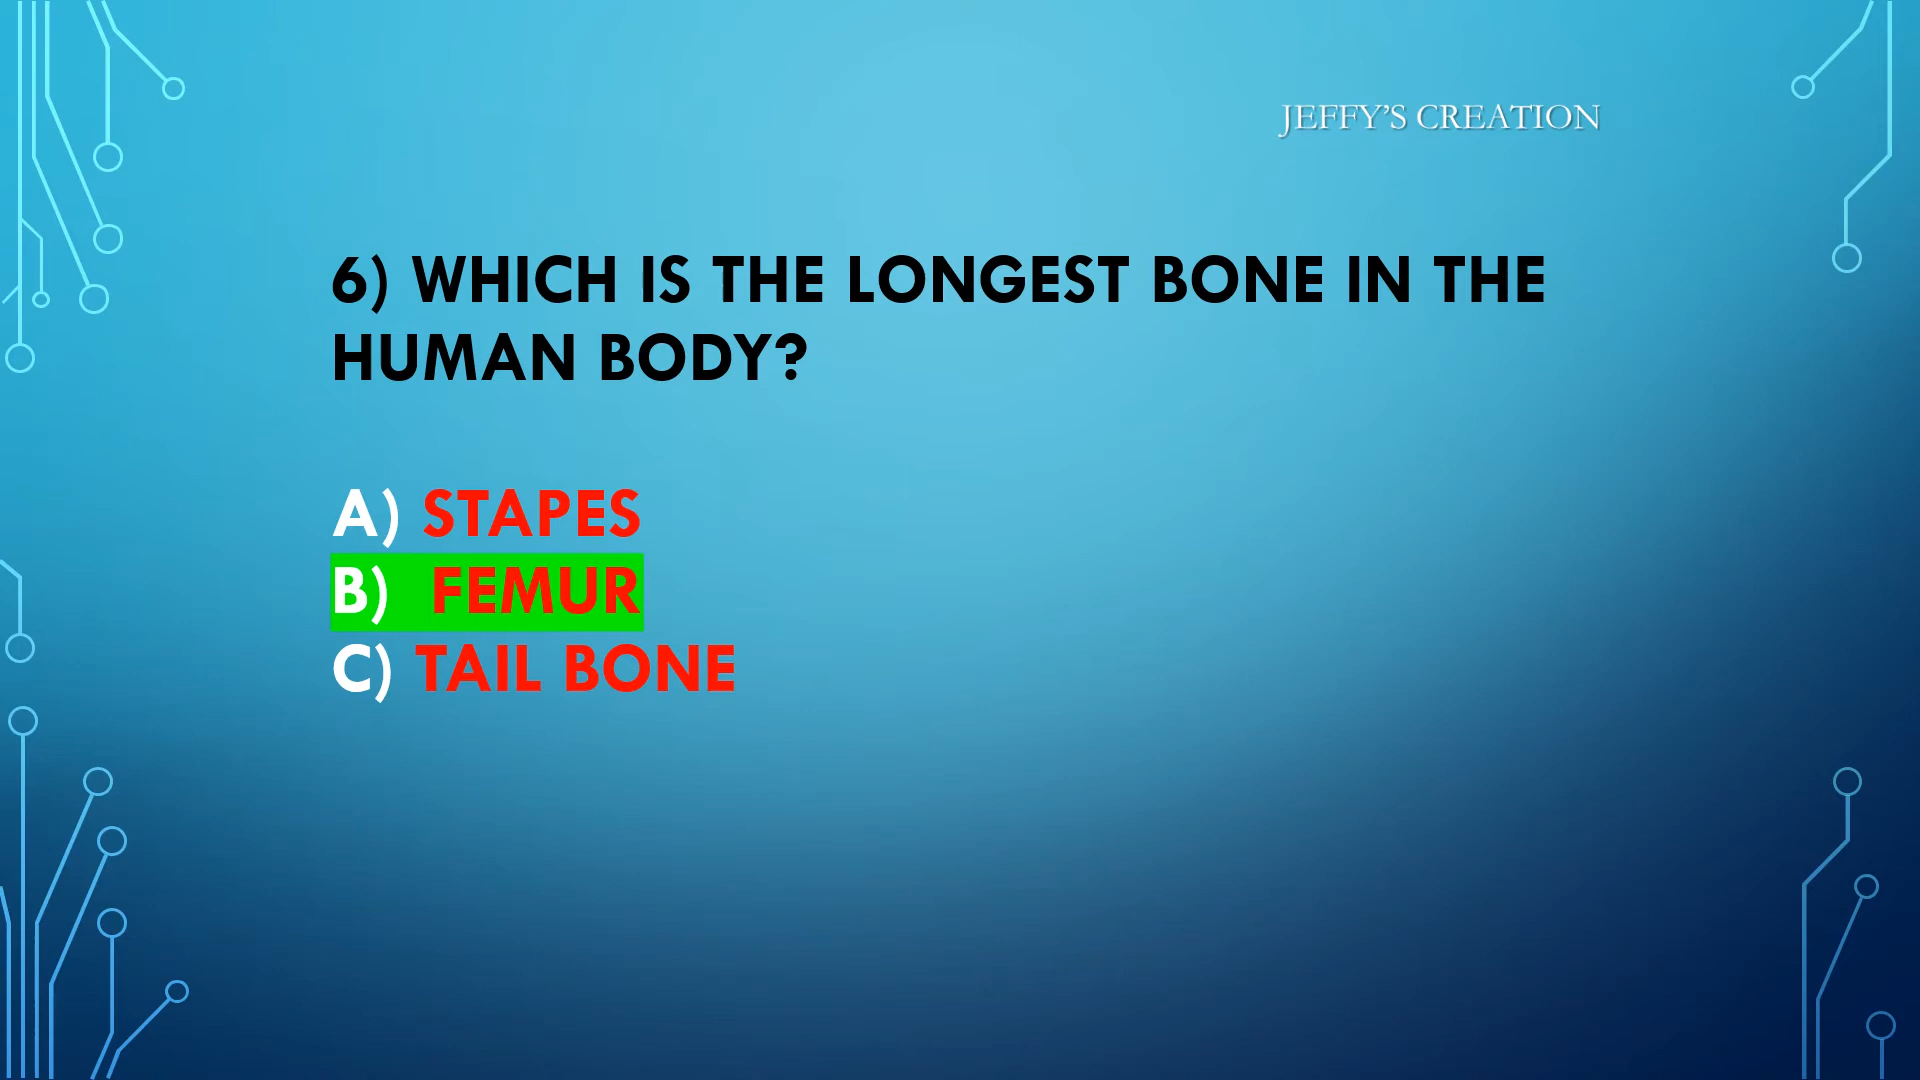 JEFFY'S CREATION
6) WHICH IS THE LONGEST BONE IN THE
HUMAN BODY?
A) STAPES
B) FEMUR
C) TAIL BONE